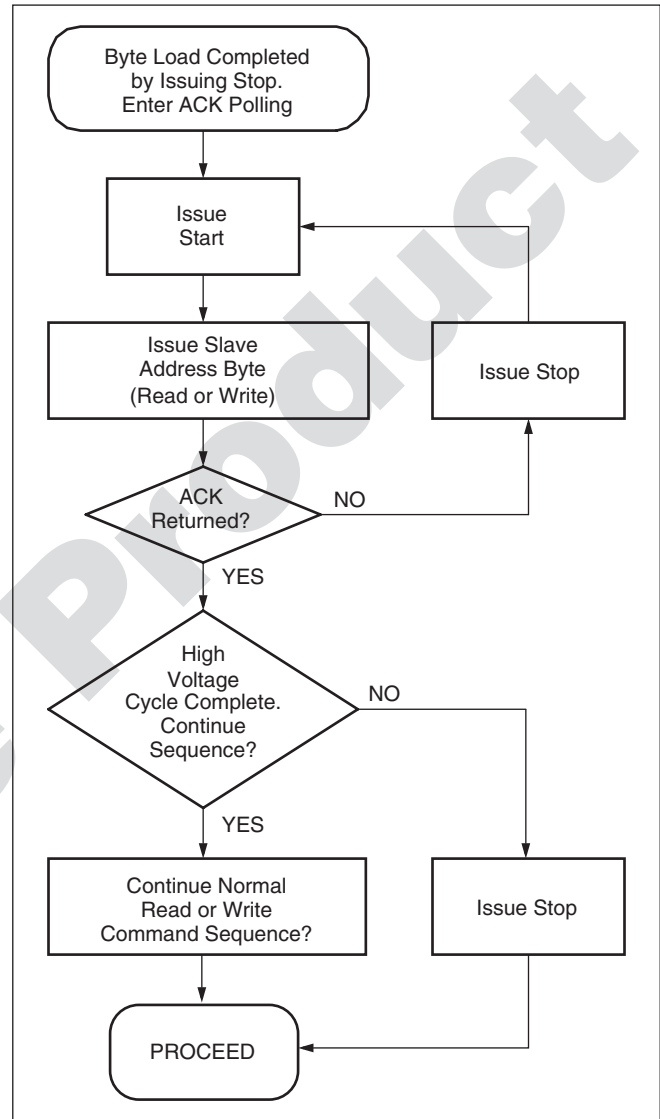 Byte Load Completed
by Issuing Stop.
Enter ACK Polling
Issue
Start
Issue Slave
Address Byte
(Read or Write)
Issue Stop
ACK
Returned?
NO
YES
High
Voltage
Cycle Complete.
Continue
Sequence?
NO
YES
Continue Normal
Read or Write
Command Sequence?
Issue Stop
PROCEED
Product